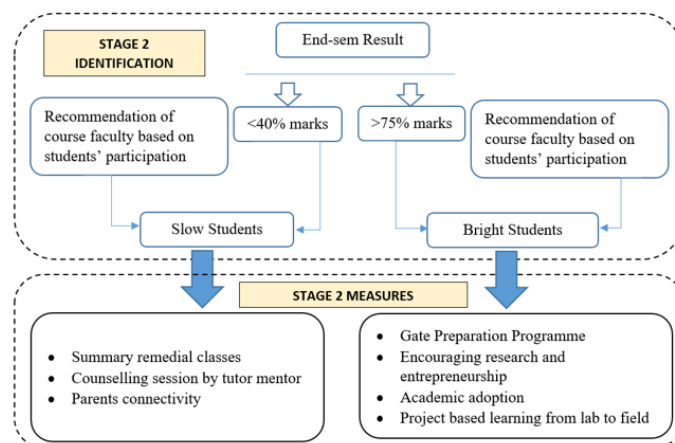 STAGE 2
IDENTIFICATION
End-sem Result
Recommendation of
course faculty based on
students’ participation
<40% marks
>75% marks
Recommendation of
course faculty based on
students’ participation
Slow Students
Bright Students
STAGE 2 MEASURES
• Summary remedial classes
• Counselling session by tutor mentor
• Parents connectivity
• Gate Preparation Programme
• Encouraging research and
entrepreneurship
• Academic adoption
• Project based learning from lab to field